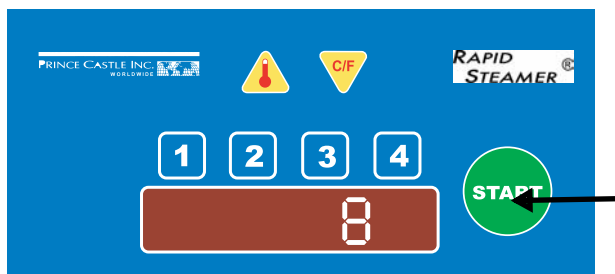 PRINCE CASTLE INC.
WORLDWIDE
C/F
RAPID
STEAMER ®
1 2 3 4
START
8